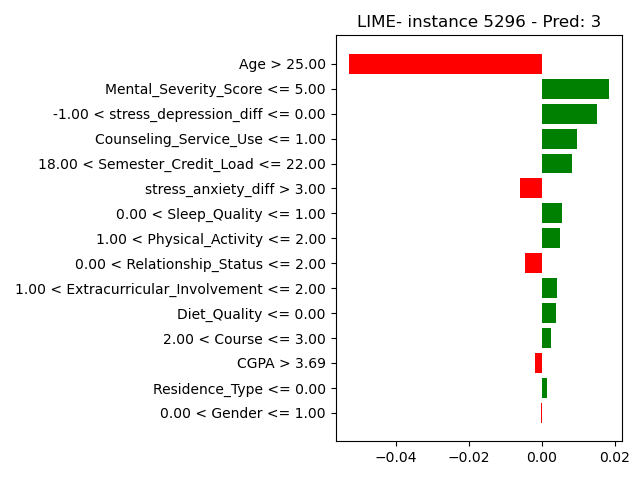 LIME- instance 5296 - Pred: 3
Age > 25.00
Mental_Severity_Score <= 5.00
-1.00 < stress_depression_diff <= 0.00
Counseling_Service_Use <= 1.00
18.00 < Semester_Credit_Load <= 22.00
stress_anxiety_diff > 3.00
0.00 < Sleep_Quality <= 1.00
1.00 < Physical_Activity <= 2.00
0.00 < Relationship_Status <= 2.00
1.00 < Extracurricular_Involvement <= 2.00
Diet_Quality <= 0.00
2.00 < Course <= 3.00
CGPA > 3.69
Residence_Type <= 0.00
0.00 < Gender <= 1.00
−0.04 −0.02 0.00 0.02